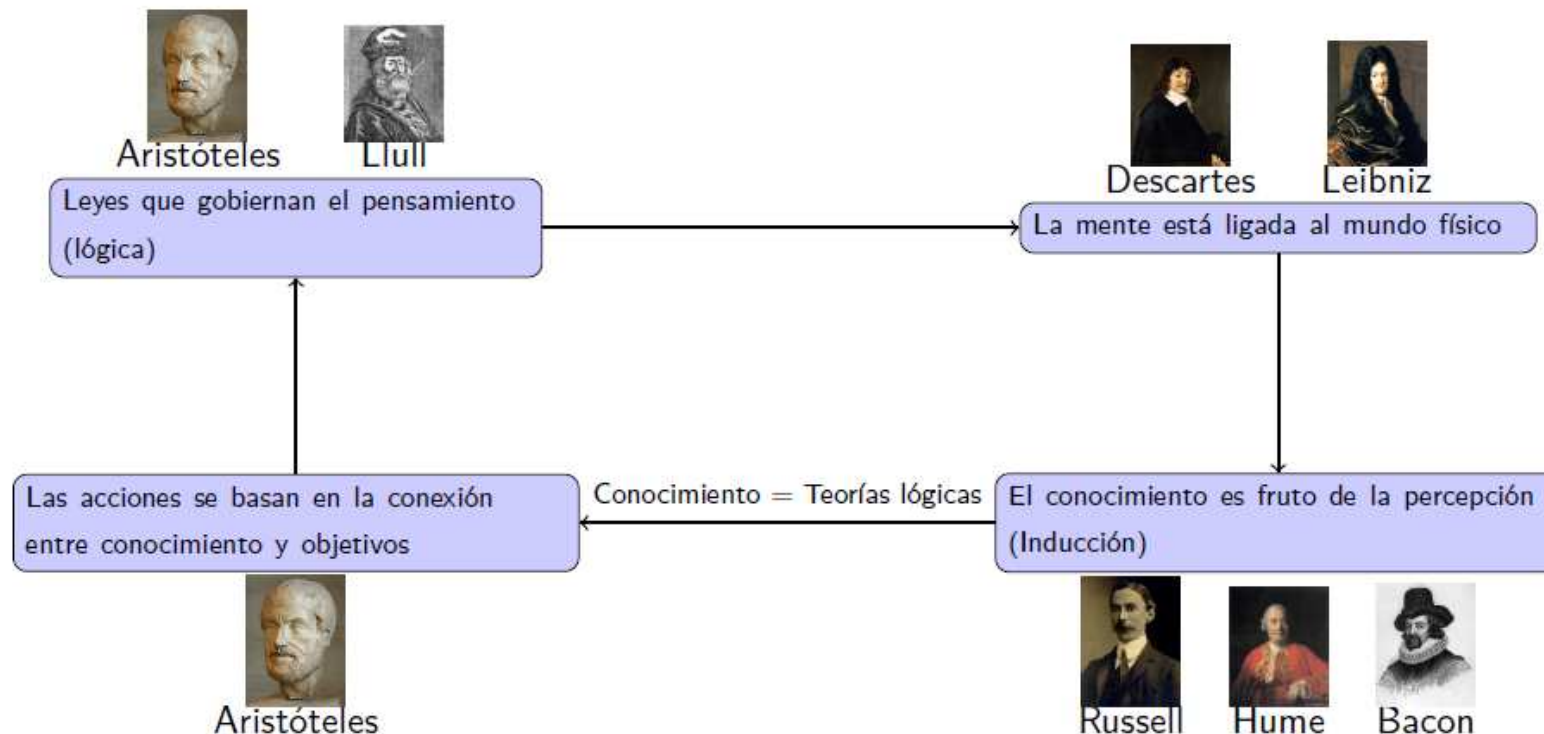 Aristóteles
Llull
Leyes que gobiernan el pensamiento
(lógica)
Descartes
Leibniz
La mente está ligada al mundo físico
Las acciones se basan en la conexión
entre conocimiento y objetivos
Conocimiento = Teorías lógicas
El conocimiento es fruto de la percepción
(Inducción)
Aristóteles
Russell
Hume
Bacon